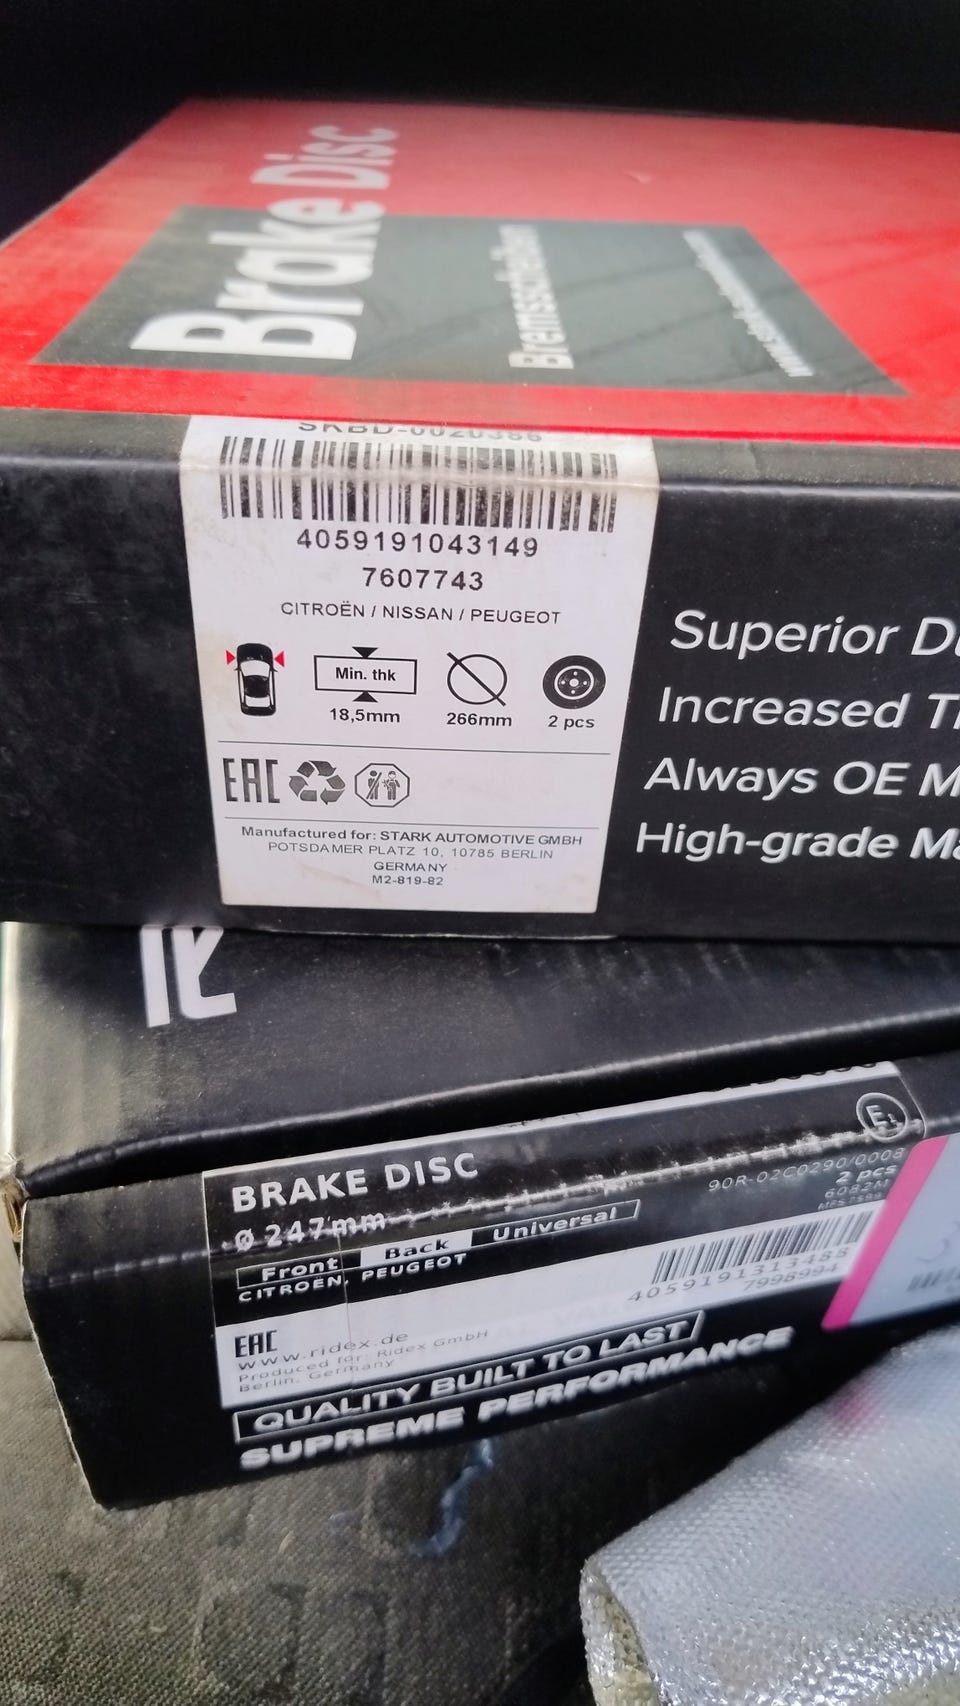 Brake Disc
Bremsscheiben
SKBD-0020386
4059191043149
7607743
CITROËN / NISSAN / PEUGEOT
Min. thk
18,5mm
266mm
2 pcs
EAC
Manufactured for: STARK AUTOMOTIVE GMBH
POTSDAMER PLATZ 10, 10785 BERLIN
GERMANY
M2-819-82
Superior
Increased
Always OE
High-grade
E1
BRAKE DISC
90R-02C0290/0008
ø 247mm
2 pcs
Front Back Universal
CITROËN, PEUGEOT
4059191313488
7998994
EAC
www.ridex.de
Produced for: Ridex GmbH
Berlin, Germany
QUALITY BUILT TO LAST
SUPREME PERFORMANCE